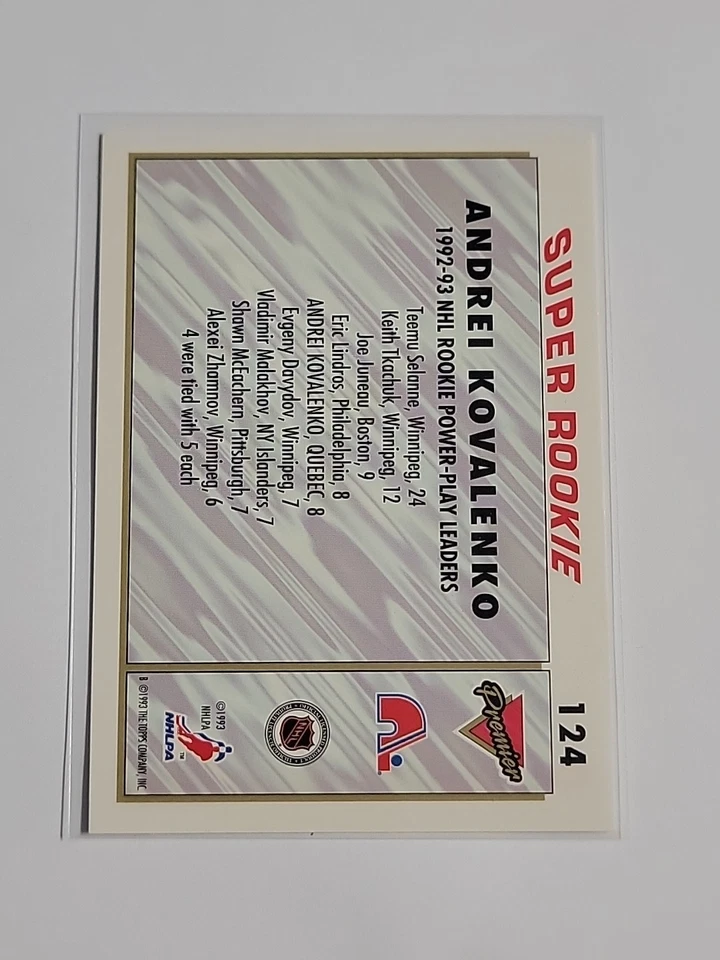 SUPER ROOKIE
124
ANDREI KOVALENKO
1992-93 NHL ROOKIE POWER-PLAY LEADERS
Teemu Selanne, Winnipeg, 24
Keith Tkachuk, Winnipeg, 12
Joe Juneau, Boston, 9
Eric Lindros, Philadelphia, 8
ANDREI KOVALENKO, QUEBEC, 8
Evgeny Davydov, Winnipeg, 7
Vladimir Malakhov, NY Islanders, 7
Shawn McEachern, Pittsburgh, 7
Alexei Zhamnov, Winnipeg, 6
4 were tied with 5 each
Premier
NHL
©1993
NHLPA
NHLPA™
B ©1993 THE TOPPS COMPANY, INC.